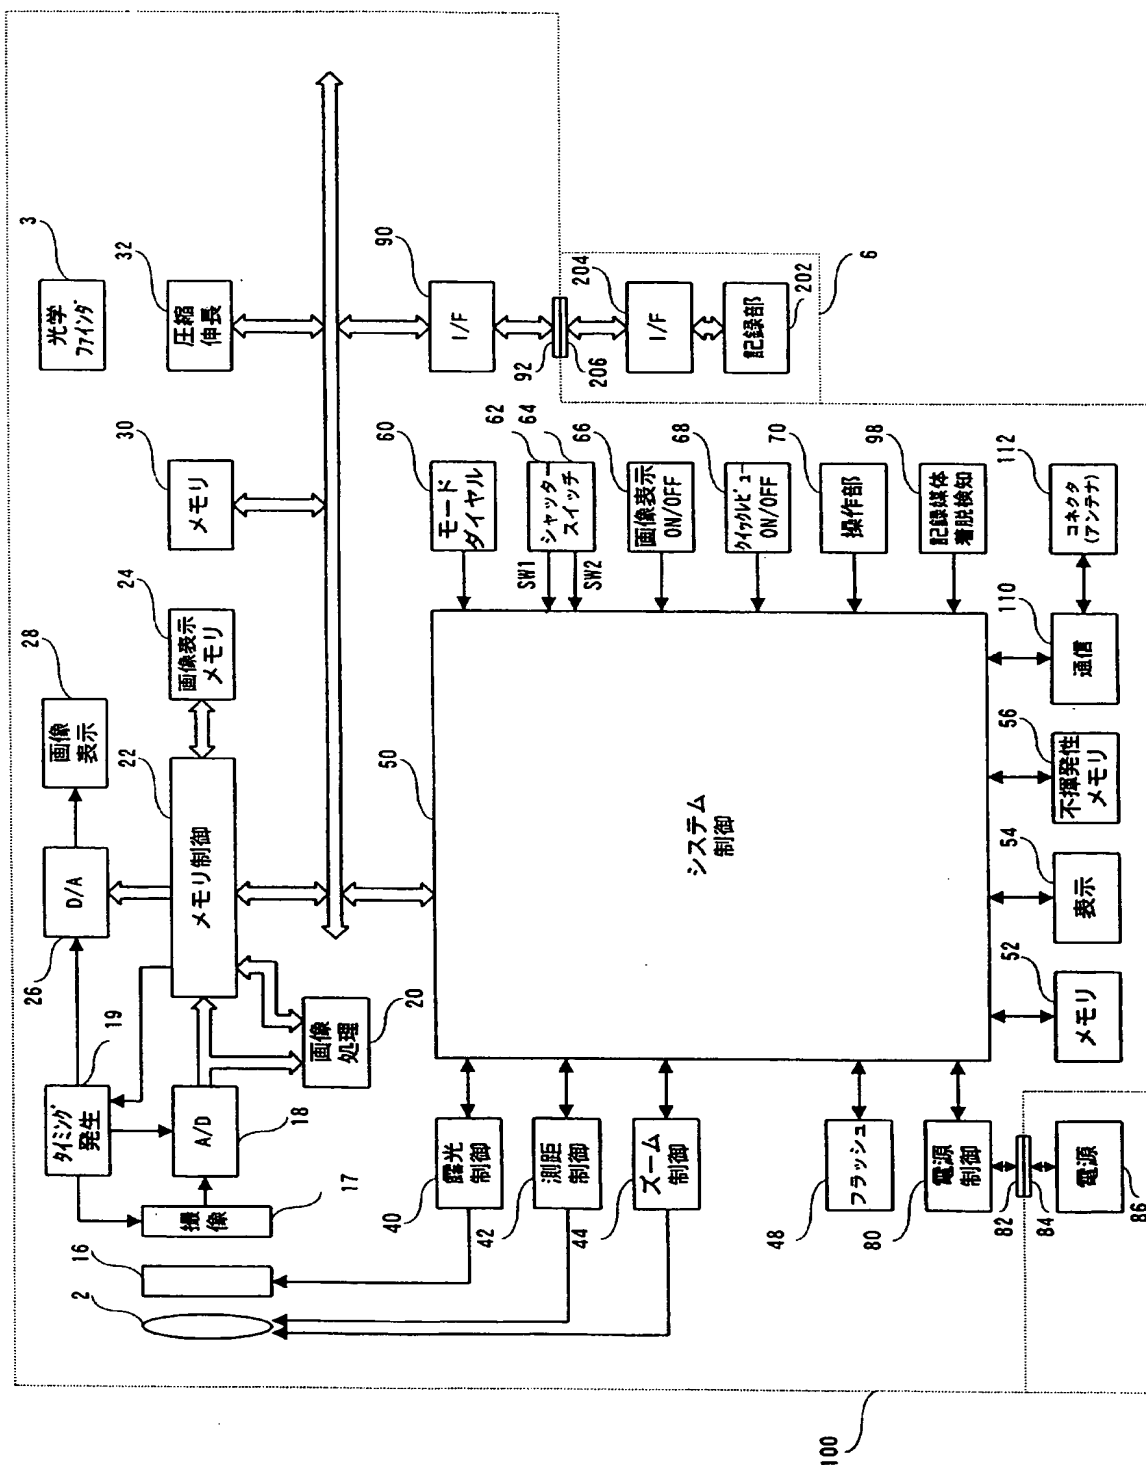 100
2
16
撮像
17
タイミング
発生
19
A/D
18
D/A
26
画像
表示
28
メモリ制御
22
画像表示
メモリ
24
画像
処理
20
メモリ
30
圧縮
伸長
32
光学
ファインダ
3
露光
制御
40
測距
制御
42
ズーム
制御
44
フラッシュ
48
電源
制御
80
82
84
電源
86
システム
制御
50
モード
ダイヤル
60
シャッター
スイッチ
62
64
SW1
SW2
画像表示
ON/OFF
66
クイックレビュー
ON/OFF
68
操作部
70
記録媒体
着脱検知
98
I/F
90
92
206
I/F
204
記録部
202
6
メモリ
52
表示
54
不揮発性
メモリ
56
通信
110
コネクタ
(アンテナ)
112